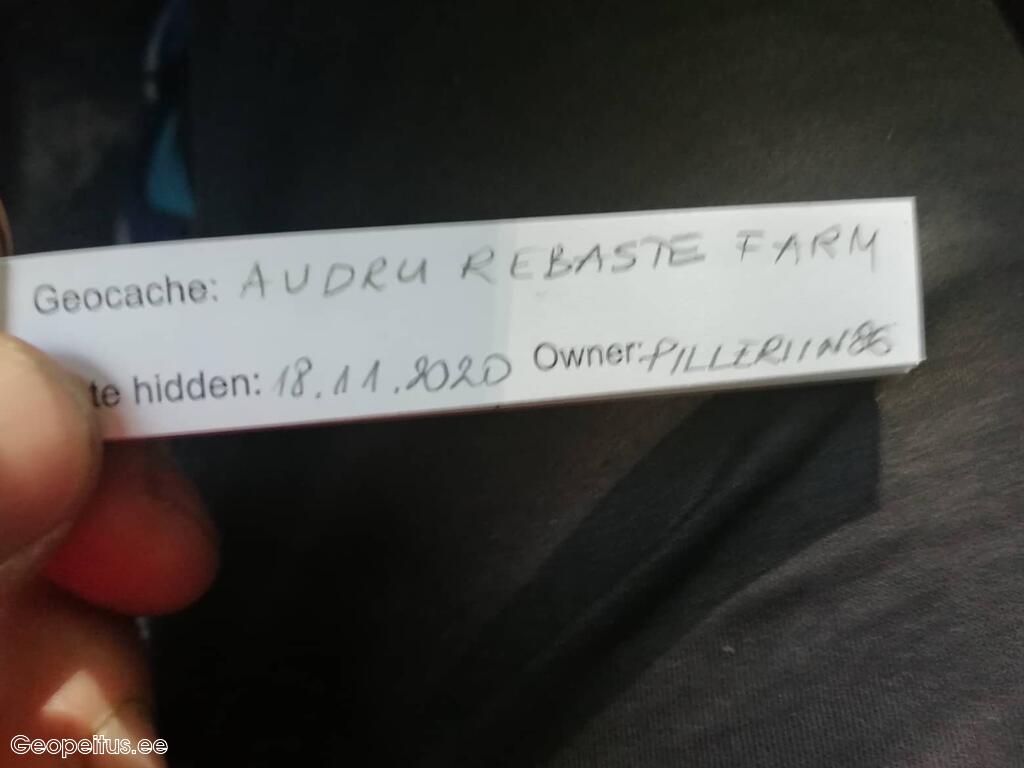 Geocache: AUDRU REBASTE FARM
te hidden: 18.11.2020 Owner: PILLERIIN86
Geopeitus.ee